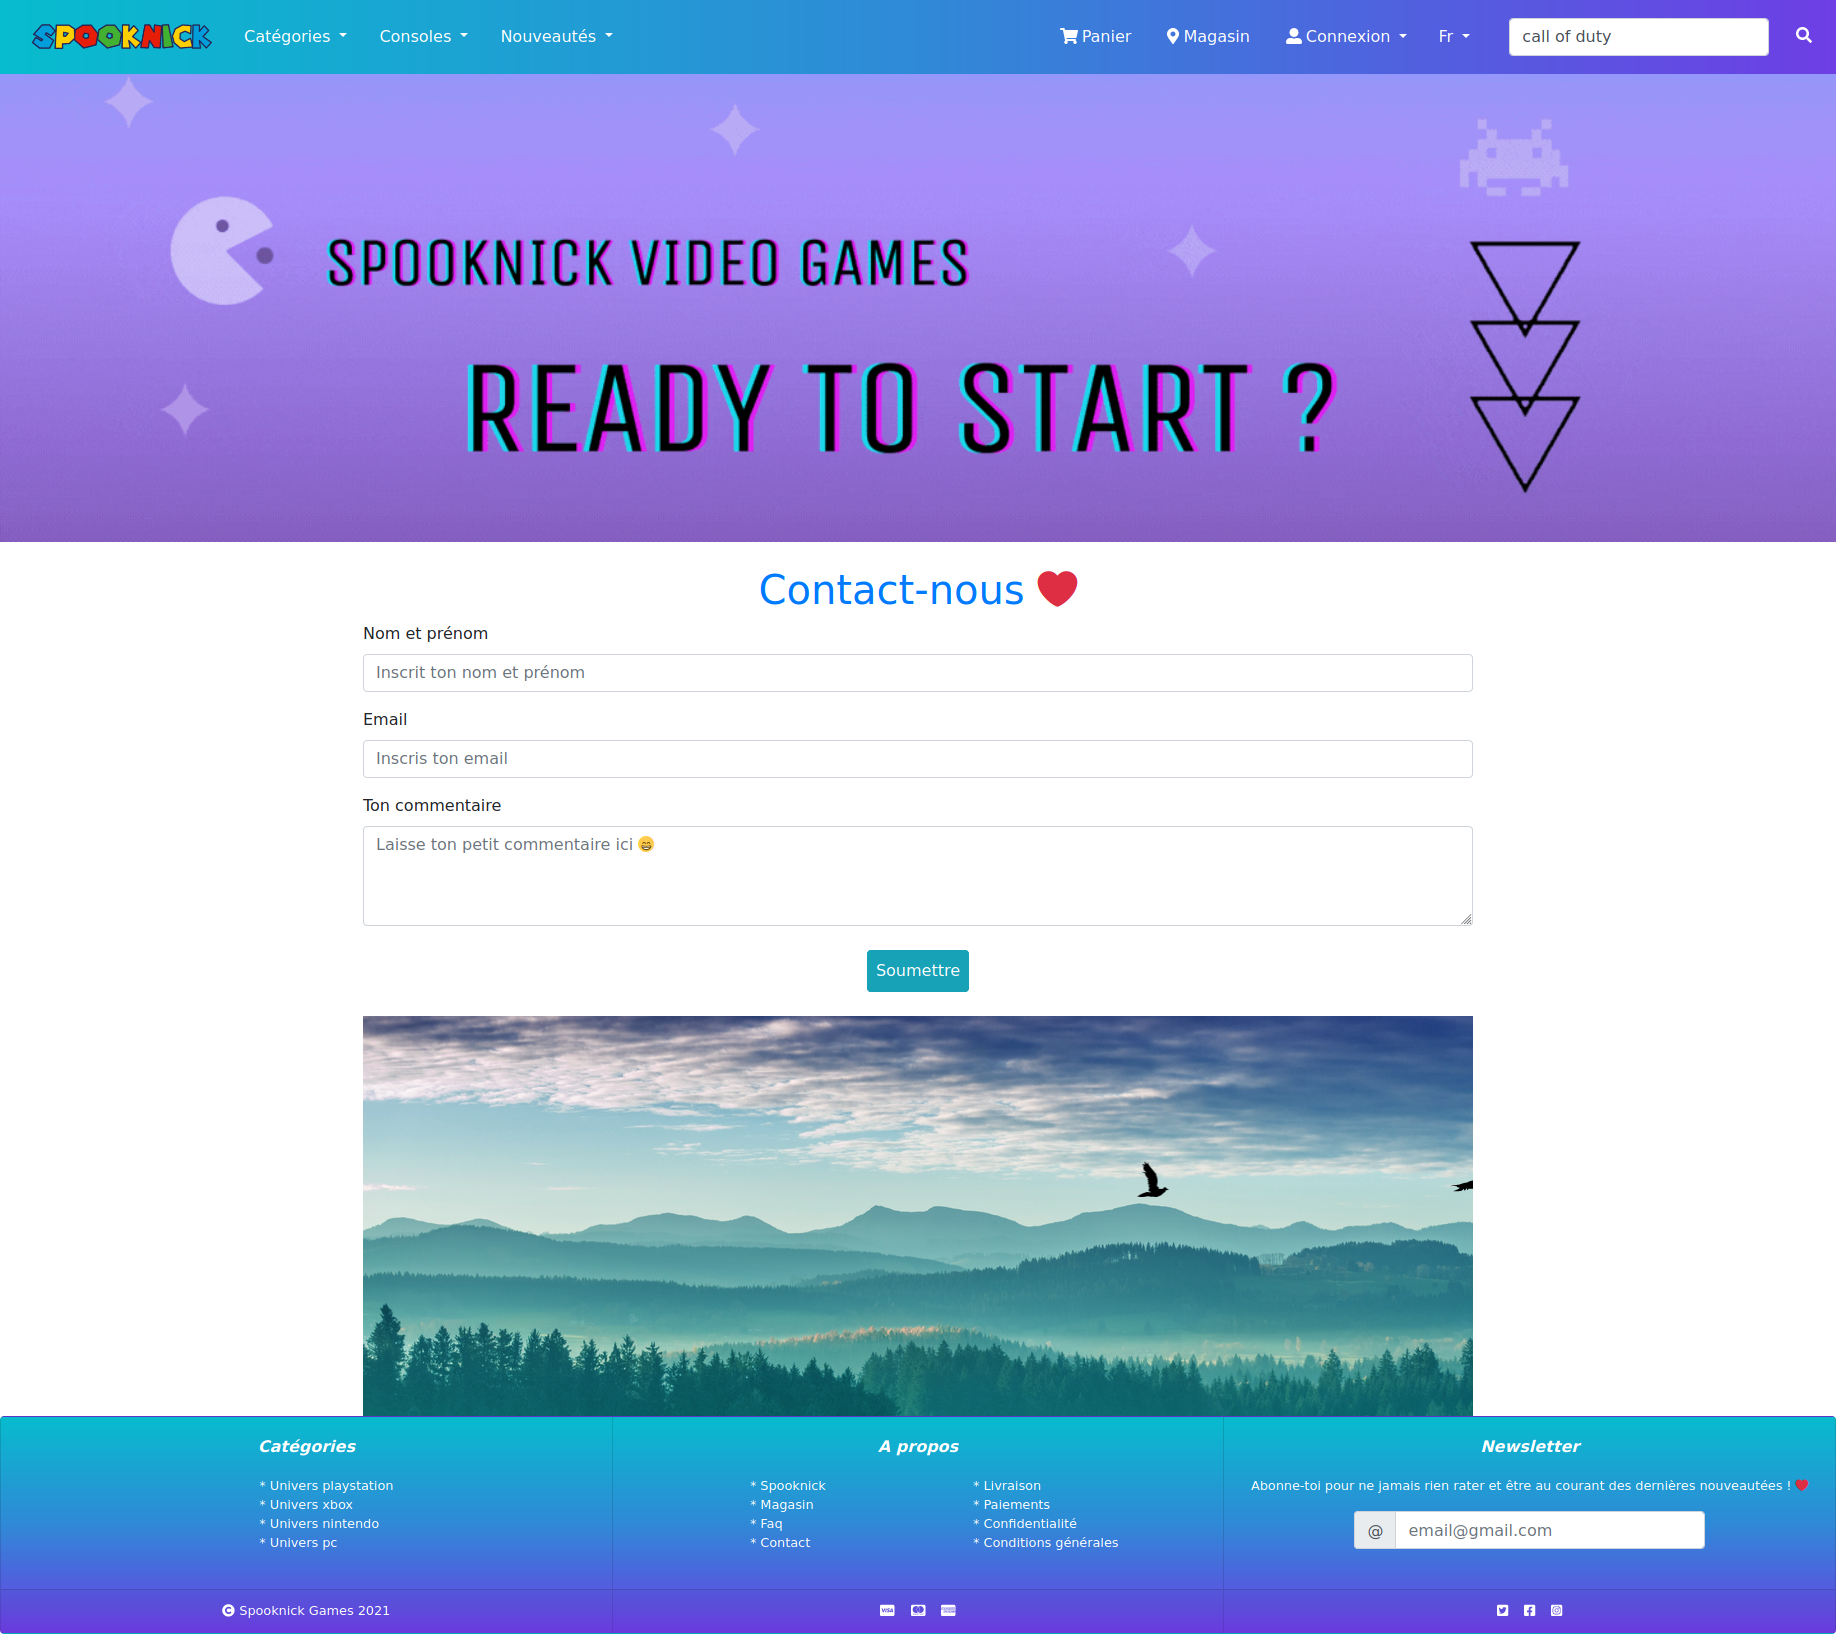 SPOOKNICK Catégories Consoles Nouveautés Panier Magasin Connexion Fr call of duty
SPOOKNICK VIDEO GAMES
READY TO START ?
Contact-nous ❤️
Nom et prénom
Inscrit ton nom et prénom
Email
Inscris ton email
Ton commentaire
Laisse ton petit commentaire ici 😁
Soumettre
Catégories
* Univers playstation
* Univers xbox
* Univers nintendo
* Univers pc
A propos
* Spooknick
* Magasin
* Faq
* Contact
* Livraison
* Paiements
* Confidentialité
* Conditions générales
Newsletter
Abonne-toi pour ne jamais rien rater et être au courant des dernières nouveautées ! ❤️
@ email@gmail.com
© Spooknick Games 2021
VISA